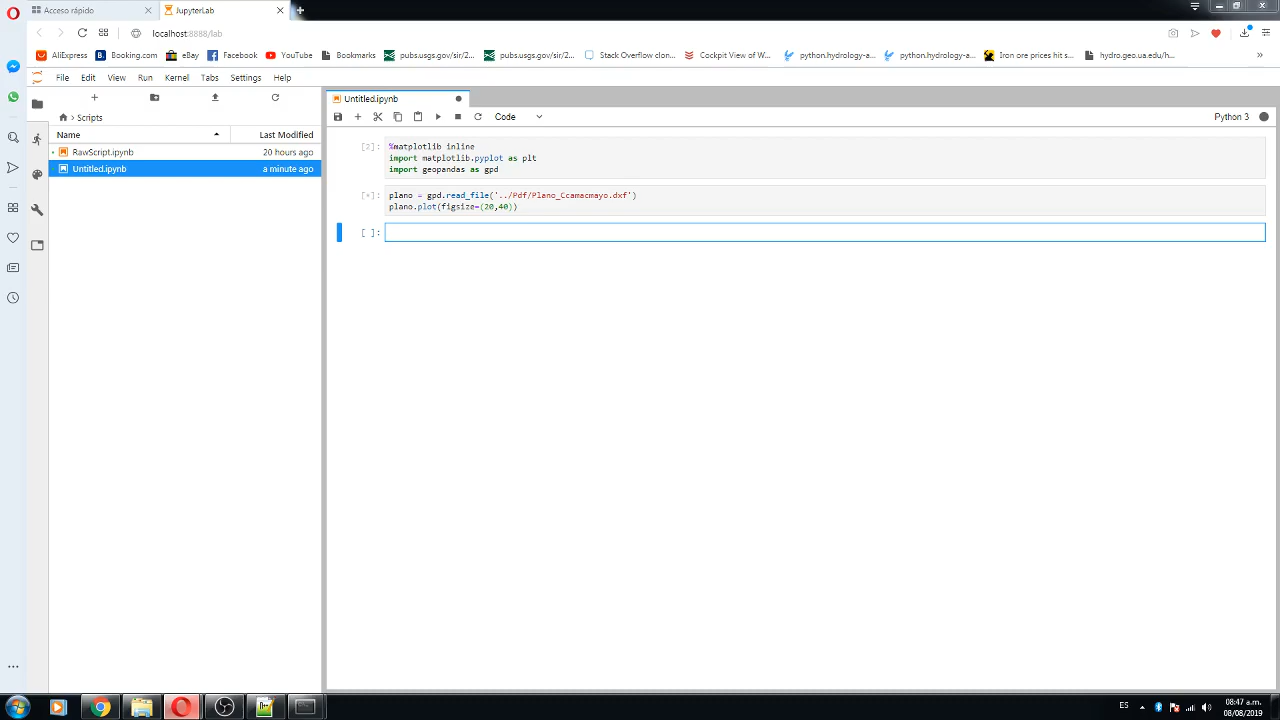 Acceso rápido
JupyterLab
localhost:8888/lab
AliExpress
Booking.com
eBay
Facebook
YouTube
Bookmarks
pubs.usgs.gov/sir/2...
pubs.usgs.gov/sir/2...
Stack Overflow clon...
Cockpit View of W...
python.hydrology-a...
python.hydrology-a...
Iron ore prices hit s...
hydro.geo.ua.edu/h...
File Edit View Run Kernel Tabs Settings Help
Untitled.ipynb
Code
Python 3
Scripts
Name Last Modified
RawScript.ipynb 20 hours ago
Untitled.ipynb a minute ago
[2]: %matplotlib inline
import matplotlib.pyplot as plt
import geopandas as gpd
[*]: plano = gpd.read_file('../Pdf/Plano_Ccamacmayo.dxf')
plano.plot(figsize=(20,40))
[ ]:
ES
08:47 a.m.
08/08/2019